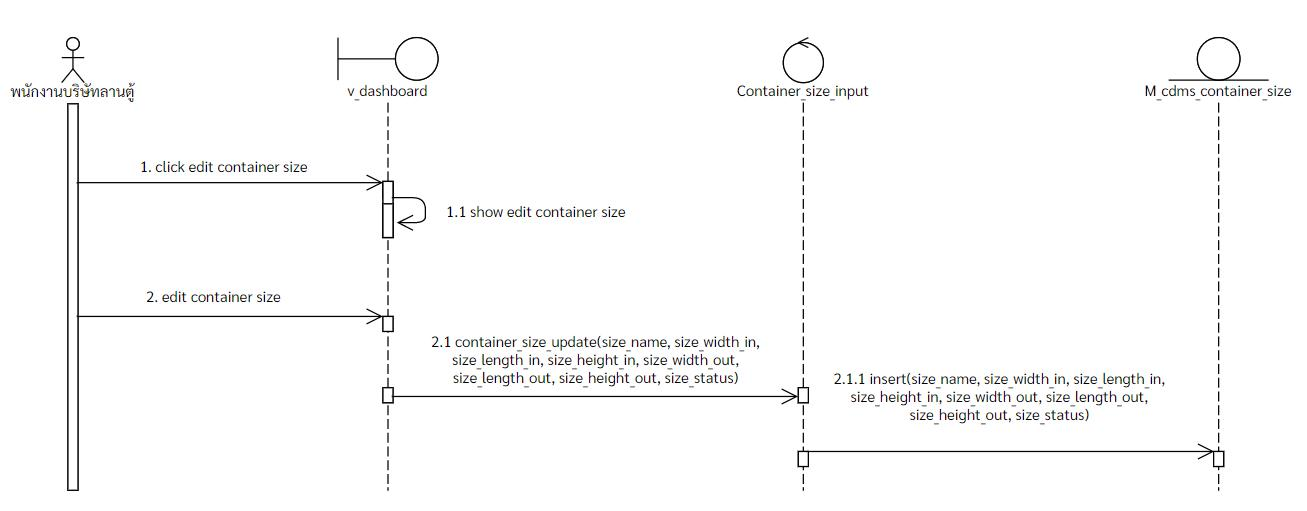 พนักงานบริษัทลานตู้
v_dashboard
Container_size_input
M_cdms_container_size
1. click edit container size
1.1 show edit container size
2. edit container size
2.1 container_size_update(size_name, size_width_in,
size_length_in, size_height_in, size_width_out,
size_length_out, size_height_out, size_status)
2.1.1 insert(size_name, size_width_in, size_length_in,
size_height_in, size_width_out, size_length_out,
size_height_out, size_status)